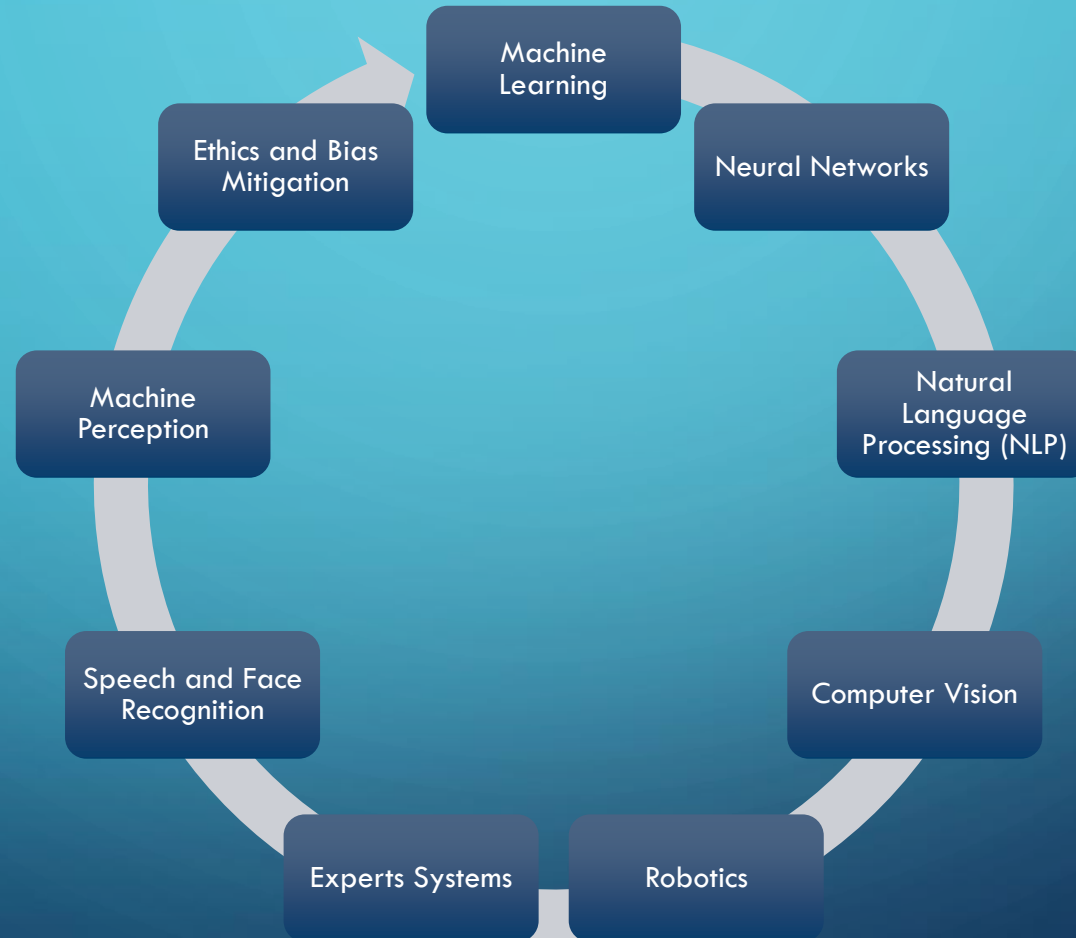 Machine
Learning
Neural Networks
Natural
Language
Processing (NLP)
Computer Vision
Robotics
Experts Systems
Speech and Face
Recognition
Machine
Perception
Ethics and Bias
Mitigation